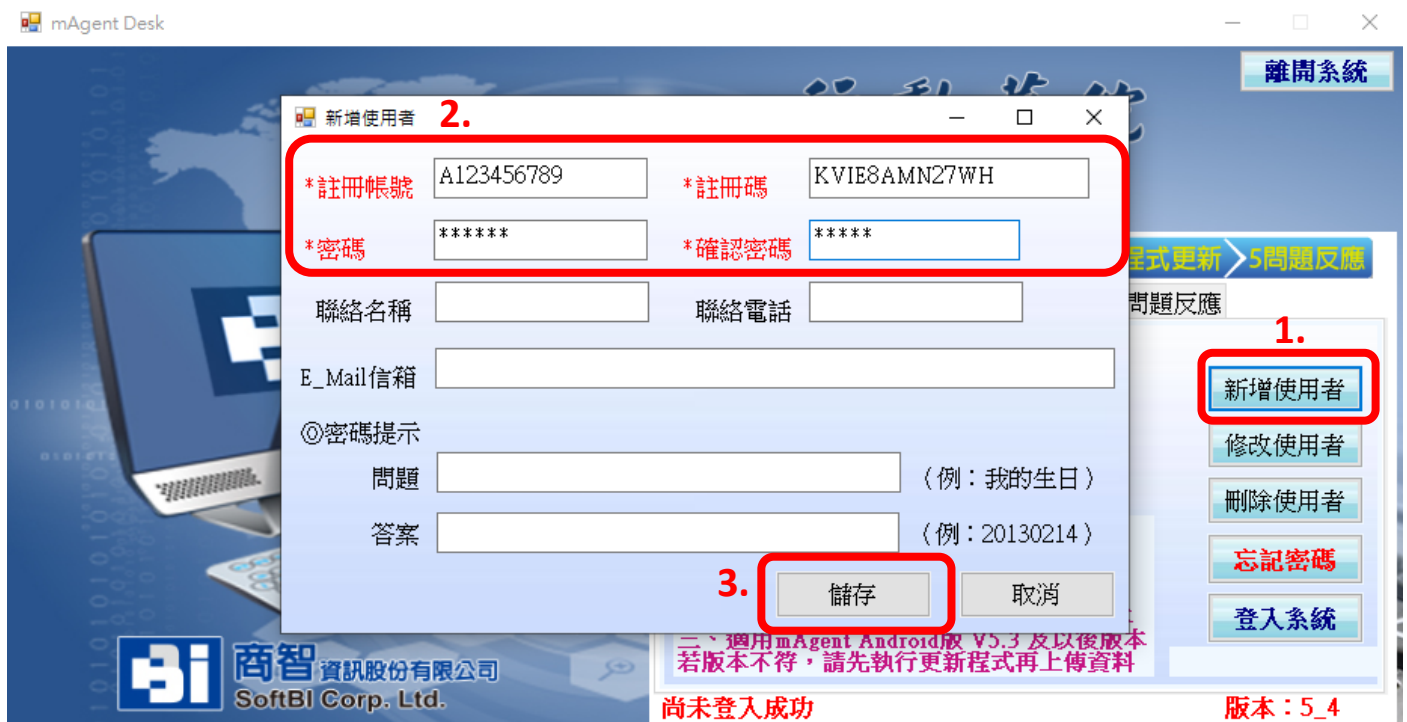 mAgent Desk
離開系統
新增使用者 2.
*註冊帳號 A123456789 *註冊碼 KVIE8AMN27WH
*密碼 ****** *確認密碼 *****
程式更新 5問題反應
聯絡名稱 聯絡電話
問題反應
1.
E_Mail信箱
新增使用者
◎密碼提示
修改使用者
問題 (例：我的生日)
刪除使用者
答案 (例：20130214)
忘記密碼
3. 儲存 取消
登入系統
三、適用mAgent Android版 V5.3 及以後版本
若版本不符，請先執行更新程式再上傳資料
商智 資訊股份有限公司
SoftBI Corp. Ltd.
尚未登入成功 版本：5_4